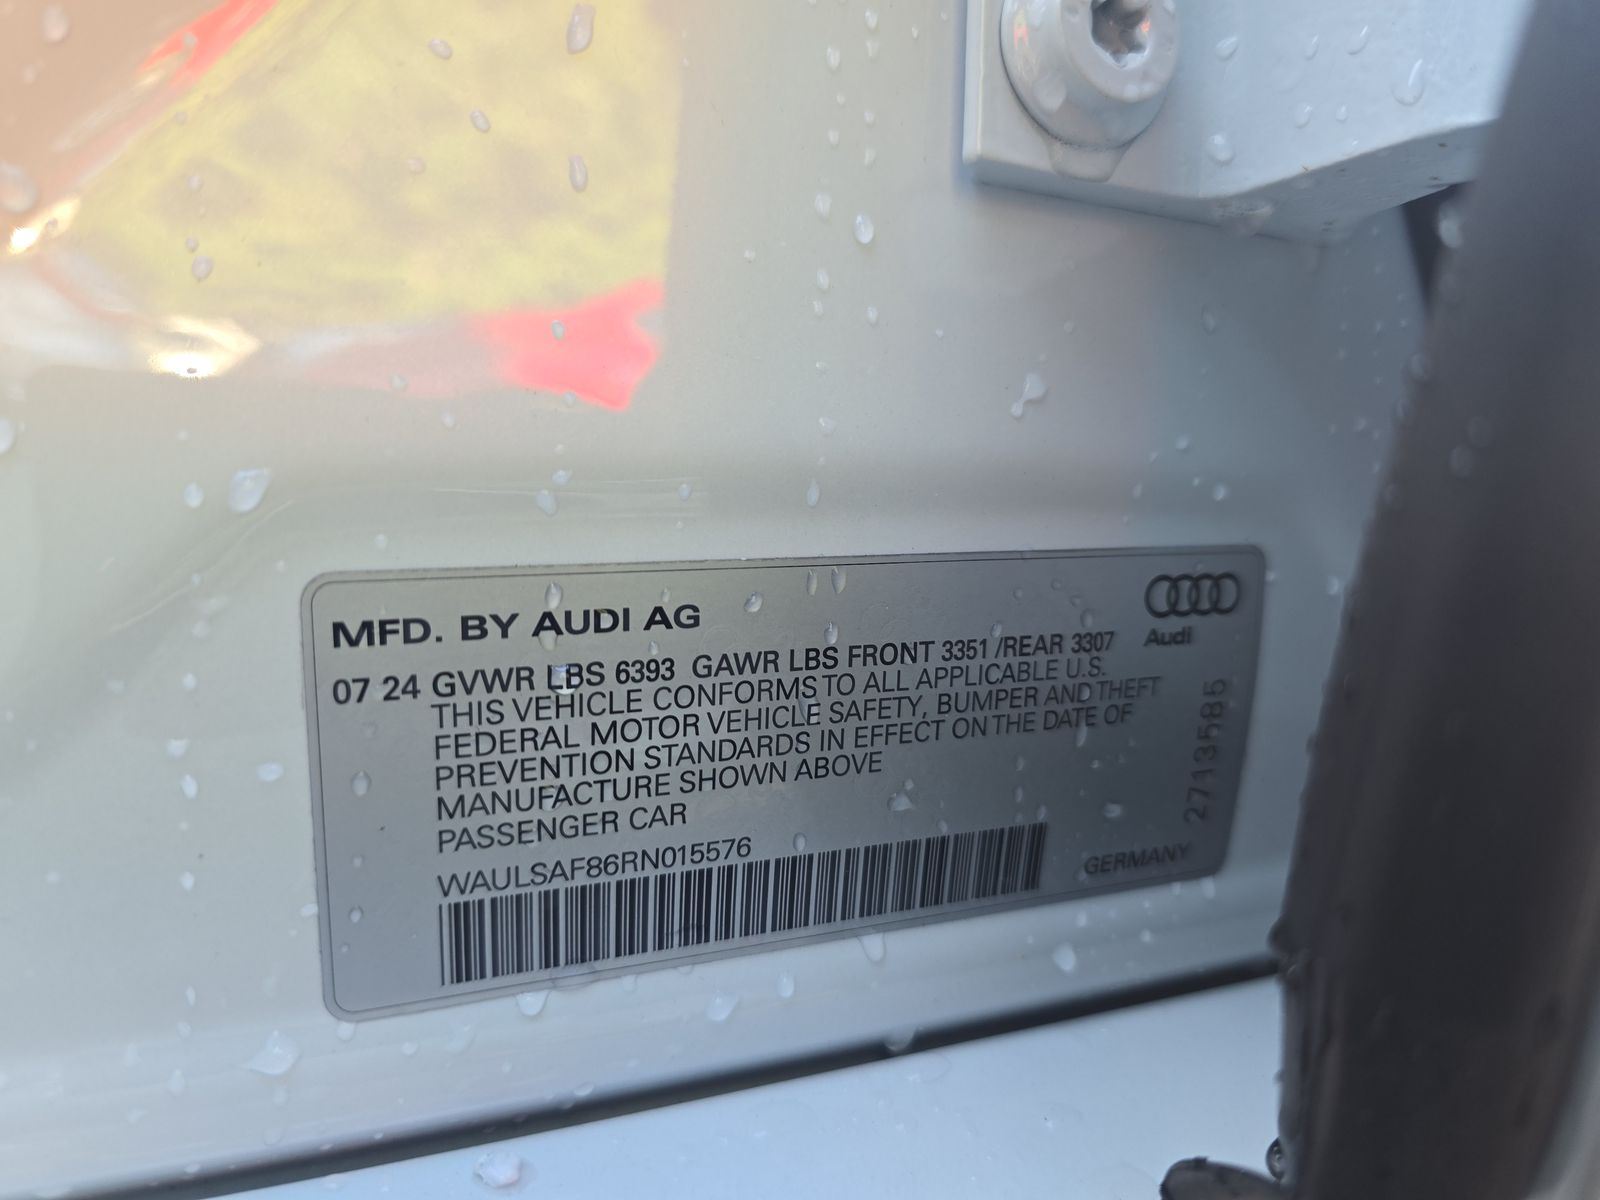 MFD. BY AUDI AG
Audi
07 24 GVWR LBS 6393 GAWR LBS FRONT 3351 /REAR 3307
THIS VEHICLE CONFORMS TO ALL APPLICABLE U.S.
FEDERAL MOTOR VEHICLE SAFETY, BUMPER AND THEFT
PREVENTION STANDARDS IN EFFECT ON THE DATE OF
MANUFACTURE SHOWN ABOVE
PASSENGER CAR
WAULSAF86RN015576
GERMANY
2713585